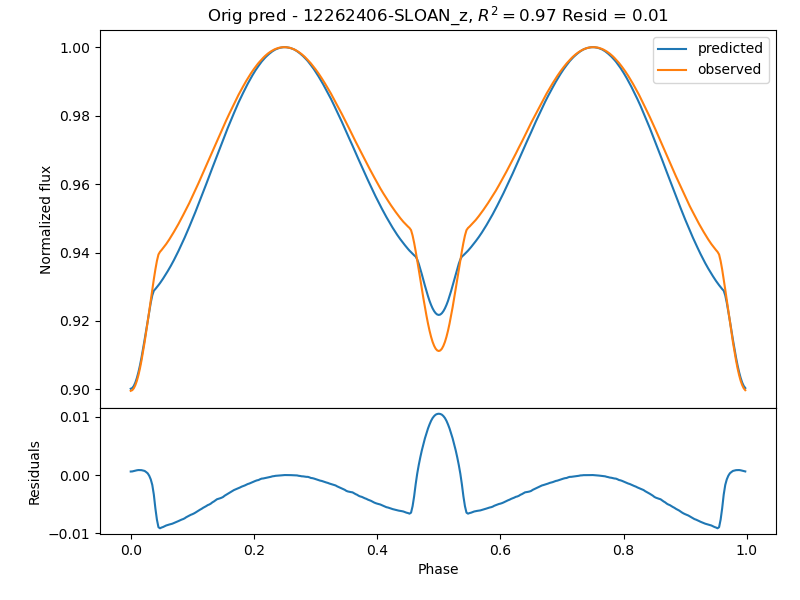 Orig pred - 12262406-SLOAN_z, R² = 0.97 Resid = 0.01
predicted
observed
1.00
0.98
0.96
0.94
0.92
0.90
Normalized flux
0.01
0.00
−0.01
Residuals
0.0
0.2
0.4
0.6
0.8
1.0
Phase